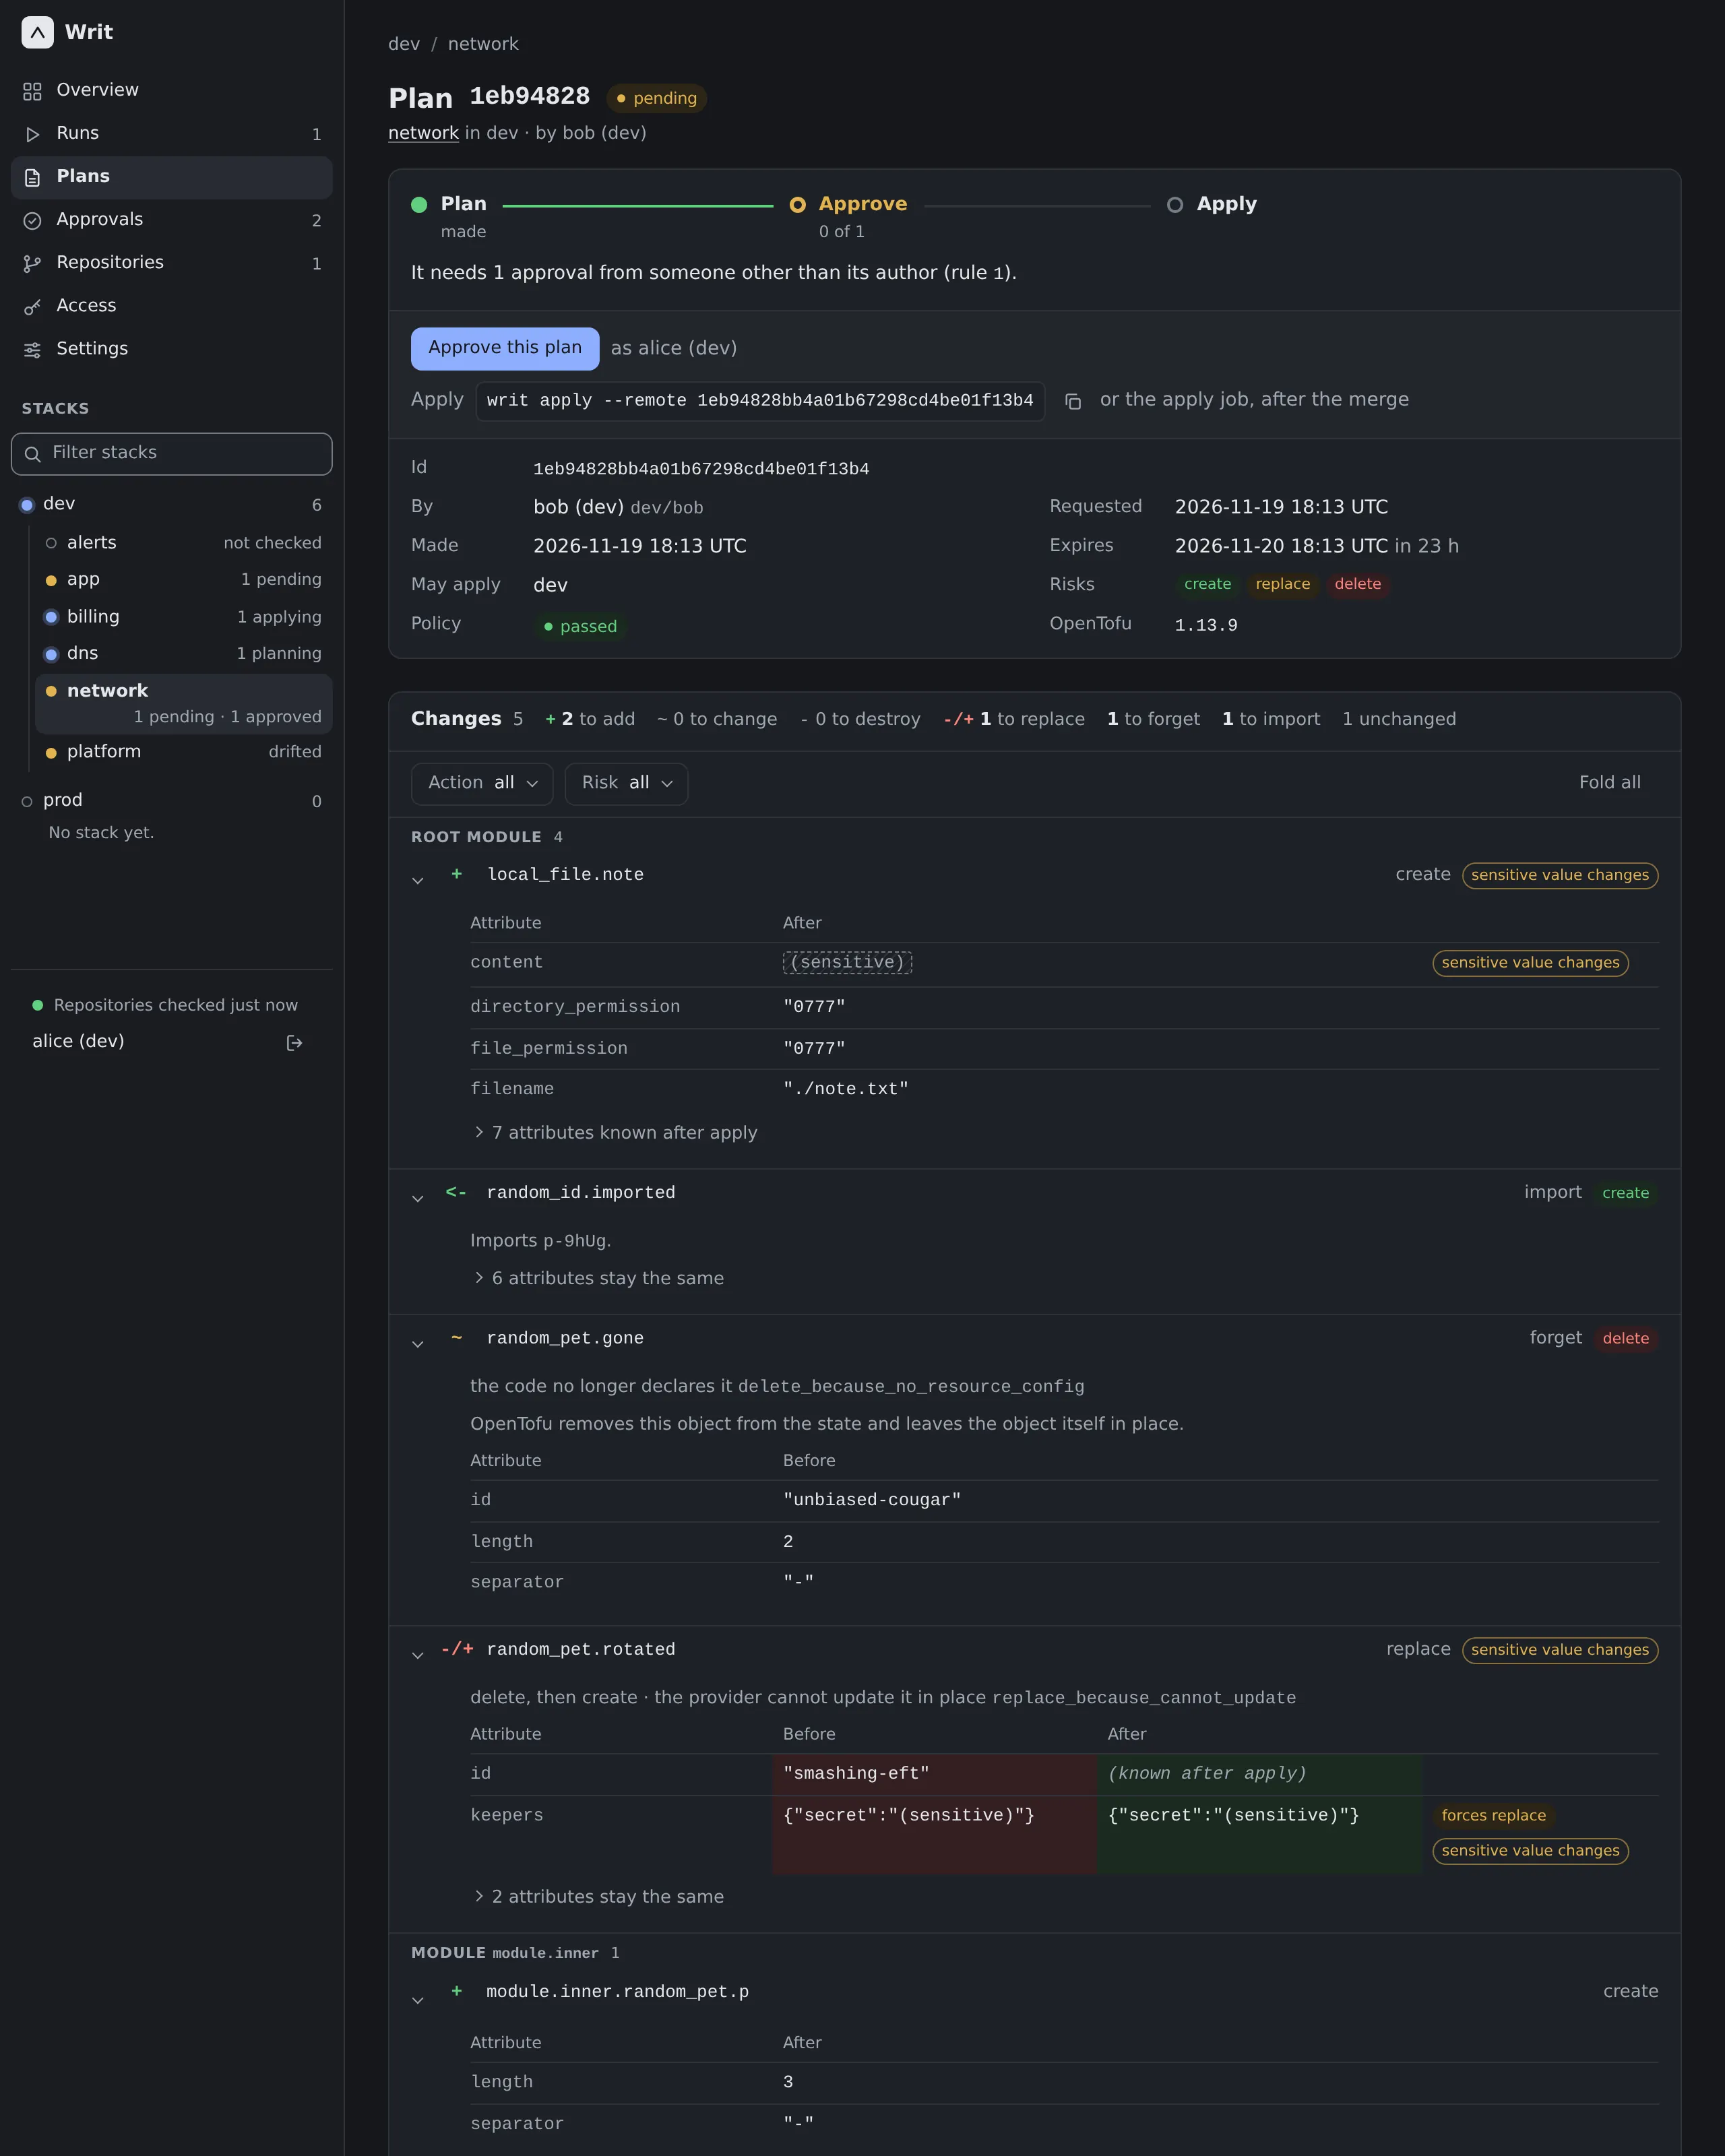 Writ
Overview
Runs 1
Plans
Approvals 2
Repositories 1
Access
Settings
STACKS
Filter stacks
dev 6
alerts not checked
app 1 pending
billing 1 applying
dns 1 planning
network
1 pending · 1 approved
platform drifted
prod 0
No stack yet.
Repositories checked just now
alice (dev)
dev / network
Plan 1eb94828 pending
network in dev · by bob (dev)
Plan Approve Apply
made 0 of 1
It needs 1 approval from someone other than its author (rule 1).
Approve this plan as alice (dev)
Apply writ apply --remote 1eb94828bb4a01b67298cd4be01f13b4 or the apply job, after the merge
Id 1eb94828bb4a01b67298cd4be01f13b4
By bob (dev) dev/bob Requested 2026-11-19 18:13 UTC
Made 2026-11-19 18:13 UTC Expires 2026-11-20 18:13 UTC in 23 h
May apply dev Risks create replace delete
Policy passed OpenTofu 1.13.9
Changes 5 + 2 to add ~ 0 to change - 0 to destroy -/+ 1 to replace 1 to forget 1 to import 1 unchanged
Action all Risk all Fold all
ROOT MODULE 4
+ local_file.note create sensitive value changes
Attribute After
content (sensitive) sensitive value changes
directory_permission "0777"
file_permission "0777"
filename "./note.txt"
7 attributes known after apply
<- random_id.imported import create
Imports p-9hUg.
6 attributes stay the same
~ random_pet.gone forget delete
the code no longer declares it delete_because_no_resource_config
OpenTofu removes this object from the state and leaves the object itself in place.
Attribute Before
id "unbiased-cougar"
length 2
separator "-"
-/+ random_pet.rotated replace sensitive value changes
delete, then create · the provider cannot update it in place replace_because_cannot_update
Attribute Before After
id "smashing-eft" (known after apply)
keepers {"secret":"(sensitive)"} {"secret":"(sensitive)"} forces replace
sensitive value changes
2 attributes stay the same
MODULE module.inner 1
+ module.inner.random_pet.p create
Attribute After
length 3
separator "-"